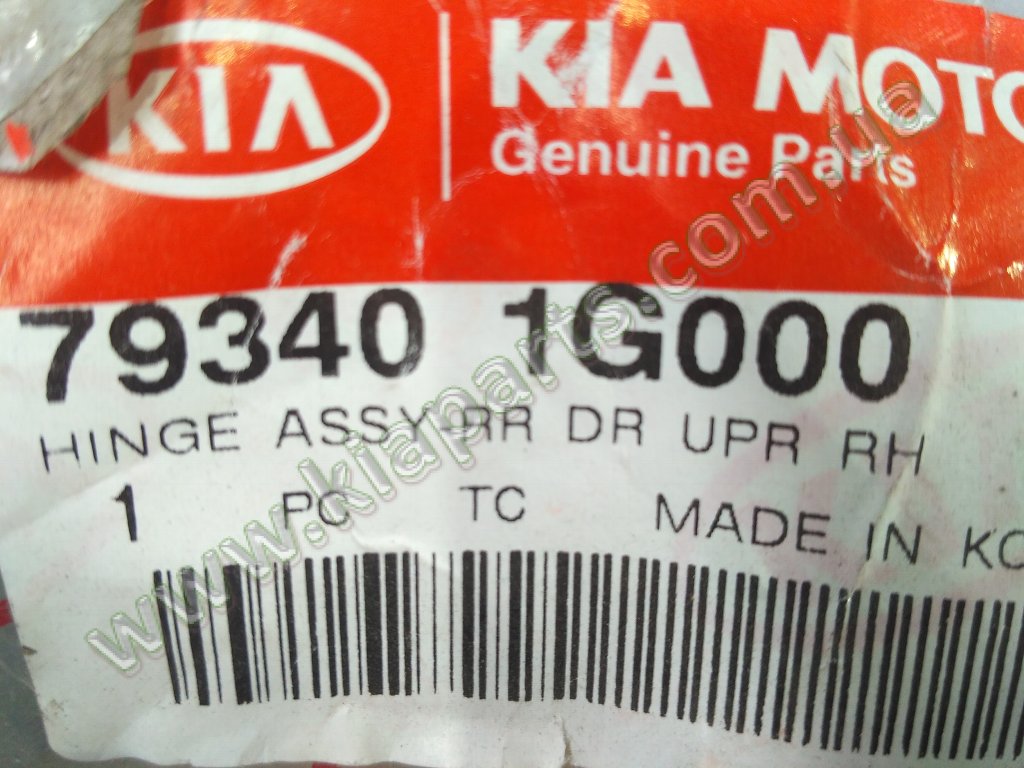 KIA
KIA MOTO
Genuine Parts
79340 1G000
HINGE ASSY-RR DR UPR RH
1 PC TC MADE IN KO
www.kiaparts.com.ua